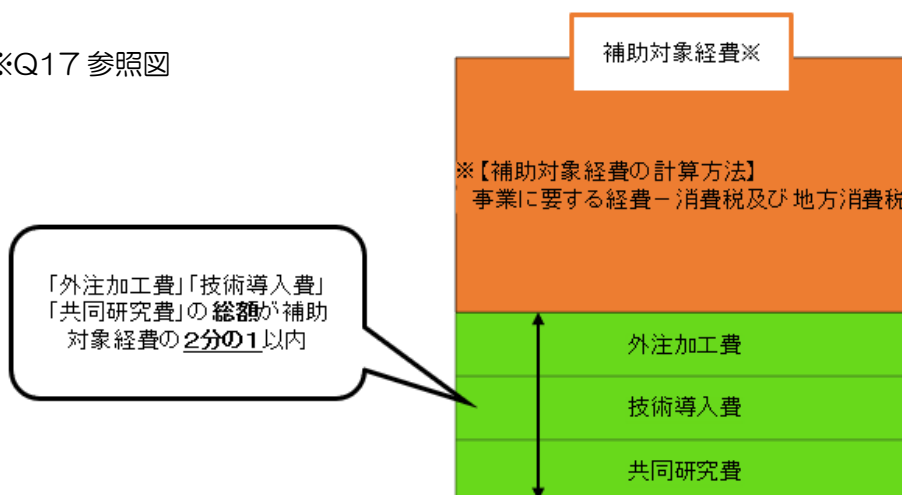 ※Q17 参照図
補助対象経費※
※【補助対象経費の計算方法】
事業に要する経費－消費税及び地方消費税
「外注加工費」「技術導入費」
「共同研究費」の総額が補助
対象経費の2分の1以内
外注加工費
技術導入費
共同研究費